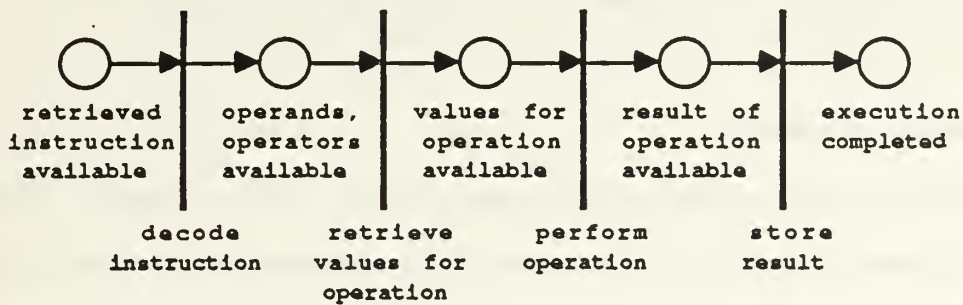 retrieved
instruction
available
operands,
operators
available
values for
operation
available
result of
operation
available
execution
completed
decode
instruction
retrieve
values for
operation
perform
operation
store
result